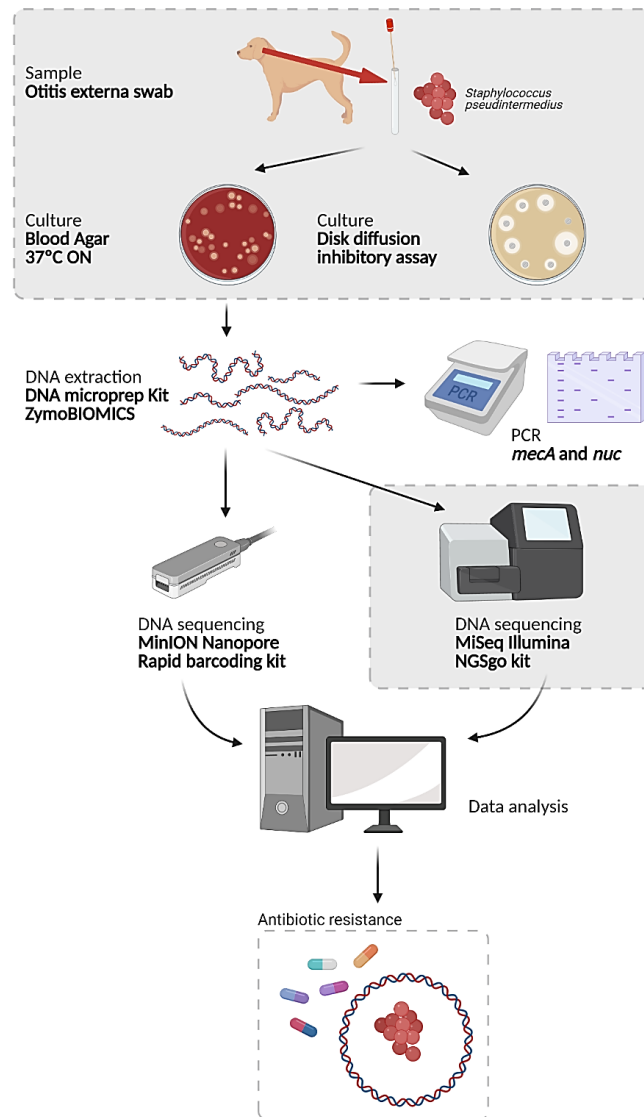 Sample
Otitis externa swab
Staphylococcus
pseudintermedius
Culture
Blood Agar
37ºC ON
Culture
Disk diffusion
inhibitory assay
DNA extraction
DNA microprep Kit
ZymoBIOMICS
PCR
PCR
mecA and nuc
DNA sequencing
MinION Nanopore
Rapid barcoding kit
DNA sequencing
MiSeq Illumina
NGSgo kit
Data analysis
Antibiotic resistance